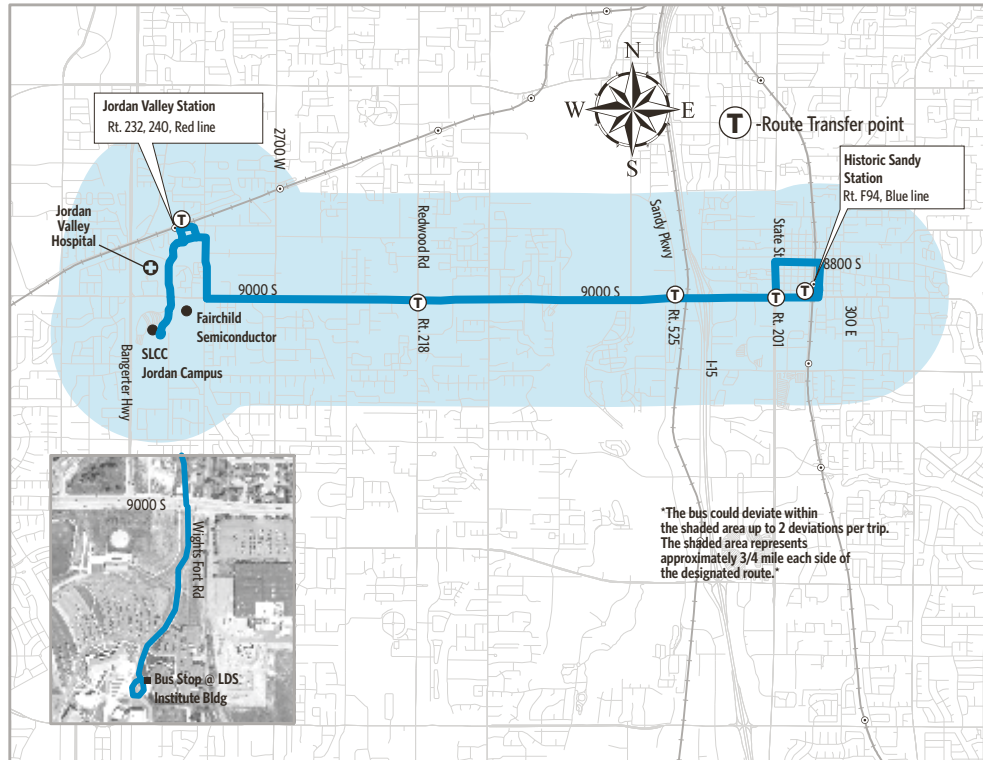 N
W
E
S
T
-Route Transfer point
Jordan Valley Station
Rt. 232, 240, Red line
2700 W
Historic Sandy
Station
Rt. F94, Blue line
T
Jordan
Valley
Hospital
Redwood Rd
Sandy Pkwy
State St
8800 S
9000 S
9000 S
T
T
T
T
Fairchild
Semiconductor
SLCC
Jordan Campus
Bangerter Hwy
Rt. 218
Rt. 525
I-15
Rt. 201
300 E
9000 S
Wights Fort Rd
Bus Stop @ LDS
Institute Bldg
*The bus could deviate within
the shaded area up to 2 deviations per trip.
The shaded area represents
approximately 3/4 mile each side of
the designated route.*